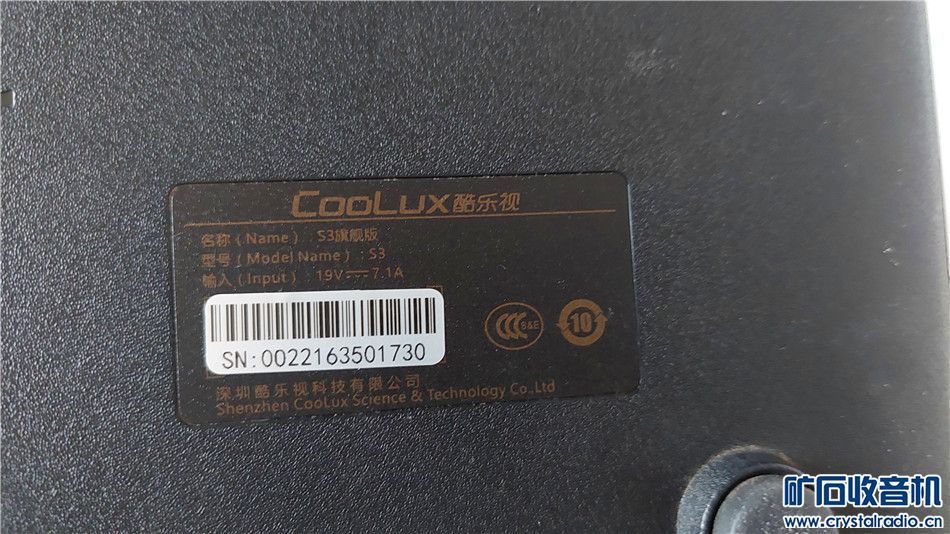 COOLUX酷乐视
名称(Name):S3旗舰版
型号(Model Name):S3
输入(Input):19V⎓7.1A
SN:0022163501730
S&E
10
深圳酷乐视科技有限公司
Shenzhen CooLux Science & Technology Co.,Ltd
矿石收音机
www.crystalradio.cn